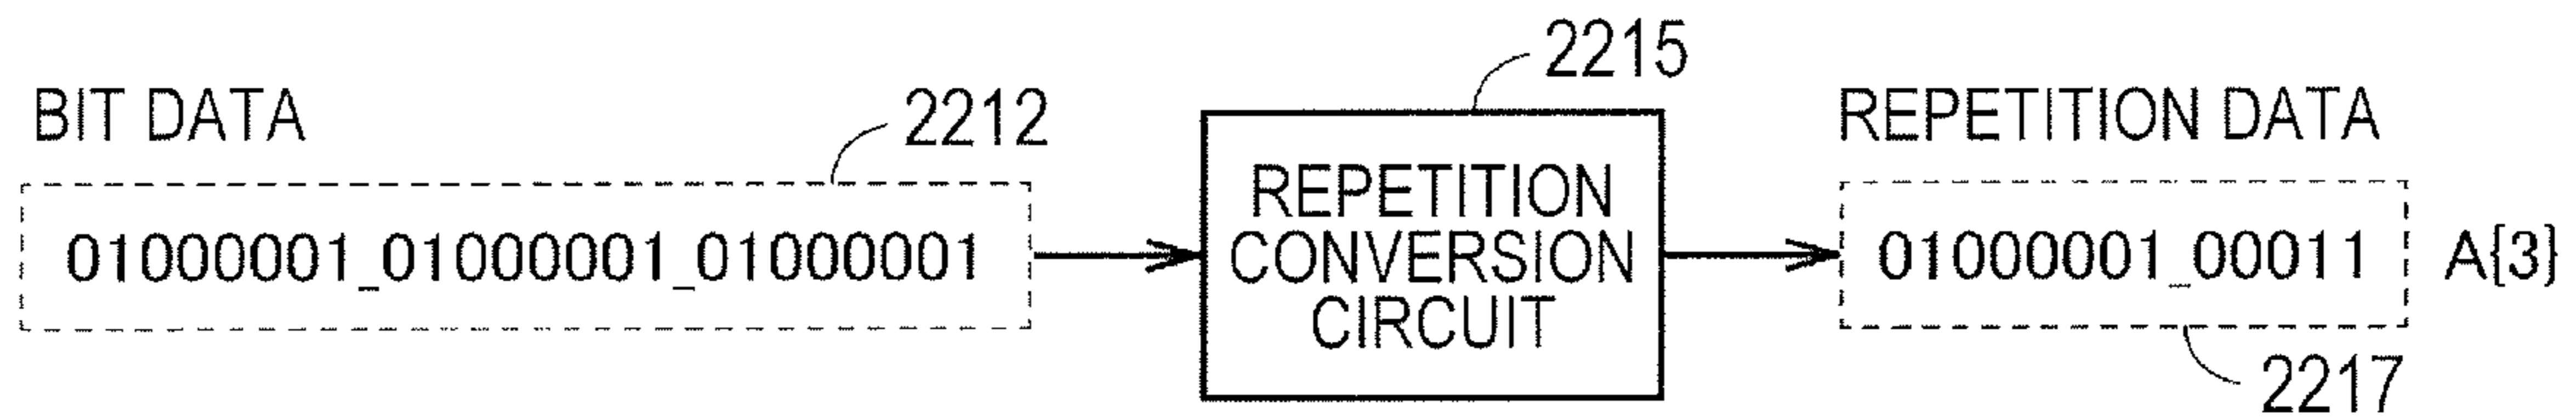 2215
BIT DATA
2212
REPETITION DATA
01000001_01000001_01000001
REPETITION
CONVERSION
CIRCUIT
01000001_00011
A{3}
2217